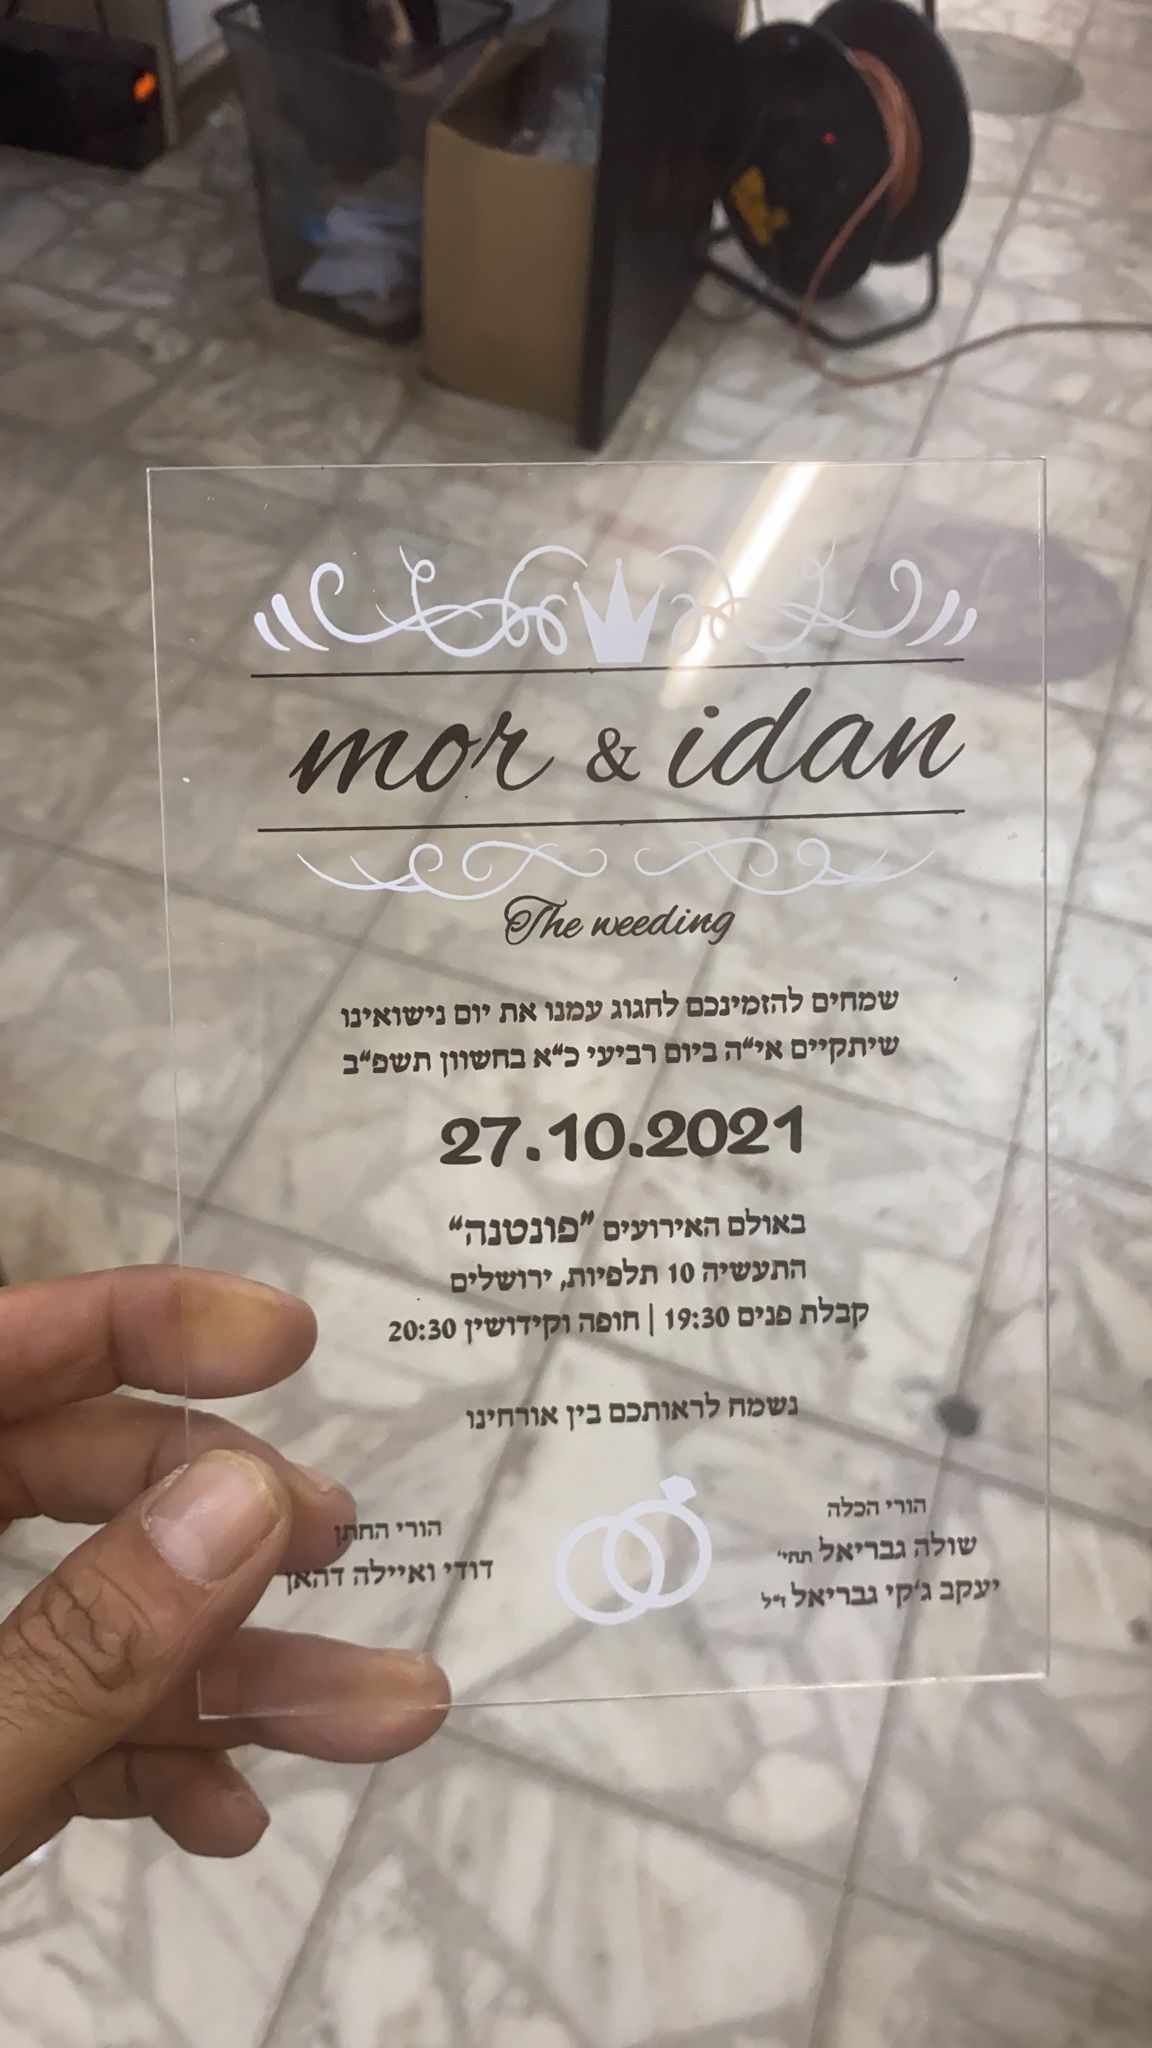 mor & idan
The weeding
שמחים להזמינכם לחגוג עמנו את יום נישואינו
שיתקיים אי״ה ביום רביעי כ״א בחשוון תשפ״ב
27.10.2021
באולם האירועים ״פונטנה״
התעשיה 10 תלפיות, ירושלים
קבלת פנים 19:30 | חופה וקידושין 20:30
נשמח לראותכם בין אורחינו
הורי הכלה
שולה גבריאל תחי׳
יעקב ג׳קי גבריאל ז״ל
הורי החתן
דודי ואיילה דהאן